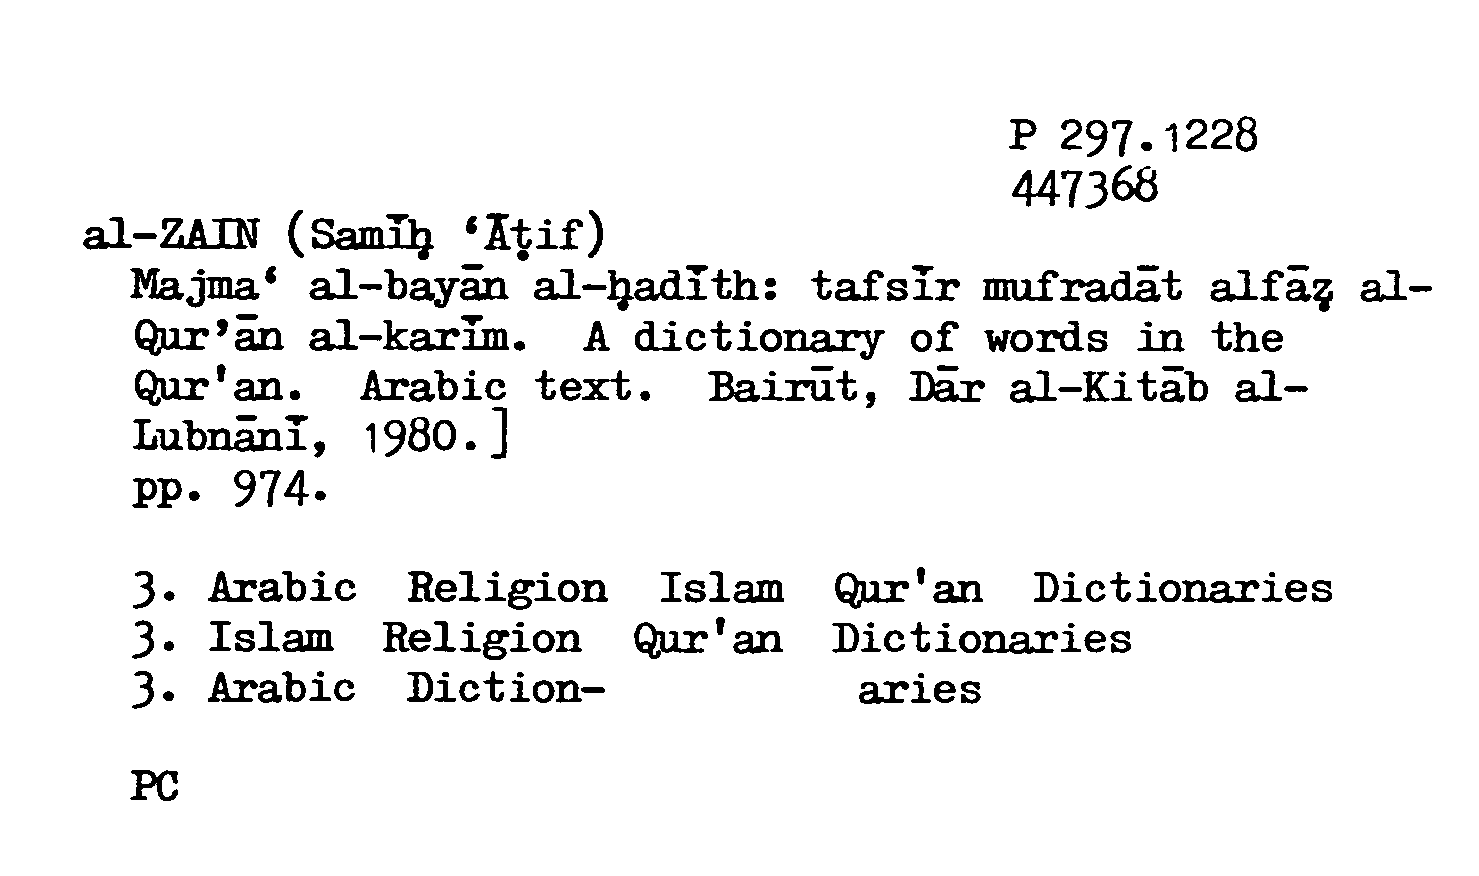 P 297.1228
447368
al-ZAIN (Samīḥ ‘Āṭif)
Majma‘ al-bayān al-ḥadīth: tafsīr mufradāt alfāẓ al-
Qur’ān al-karīm. A dictionary of words in the
Qur'an. Arabic text. Bairūt, Dār al-Kitāb al-
Lubnānī, 1980.]
pp. 974.
3. Arabic Religion Islam Qur'an Dictionaries
3. Islam Religion Qur'an Dictionaries
3. Arabic Diction- aries
PC